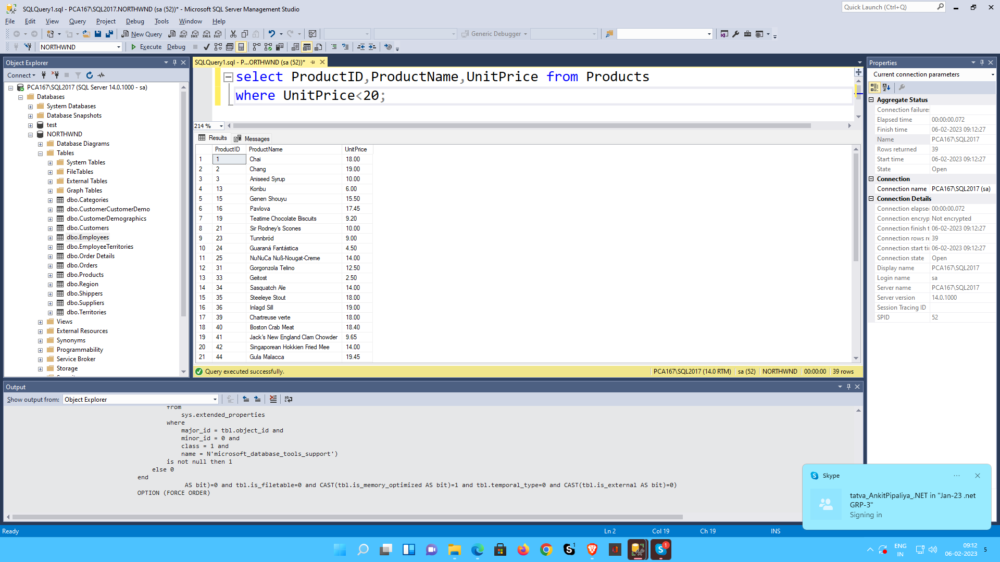 SQLQuery1.sql - PCA167\SQL2017.NORTHWND (sa (52))* - Microsoft SQL Server Management Studio
Quick Launch (Ctrl+Q)
File Edit View Query Project Debug Tools Window Help
New Query
Generic Debugger
NORTHWND
Execute Debug
Object Explorer
Connect
PCA167\SQL2017 (SQL Server 14.0.1000 - sa)
Databases
System Databases
Database Snapshots
test
NORTHWND
Database Diagrams
Tables
System Tables
FileTables
External Tables
Graph Tables
dbo.Categories
dbo.CustomerCustomerDemo
dbo.CustomerDemographics
dbo.Customers
dbo.Employees
dbo.EmployeeTerritories
dbo.Order Details
dbo.Orders
dbo.Products
dbo.Region
dbo.Shippers
dbo.Suppliers
dbo.Territories
Views
External Resources
Synonyms
Programmability
Service Broker
Storage
SQLQuery1.sql - P...ORTHWND (sa (52))*
select ProductID,ProductName,UnitPrice from Products
where UnitPrice<20;
214 %
Results Messages
ProductID ProductName UnitPrice
1 1 Chai 18.00
2 2 Chang 19.00
3 3 Aniseed Syrup 10.00
4 13 Konbu 6.00
5 15 Genen Shouyu 15.50
6 16 Pavlova 17.45
7 19 Teatime Chocolate Biscuits 9.20
8 21 Sir Rodney's Scones 10.00
9 23 Tunnbröd 9.00
10 24 Guaraná Fantástica 4.50
11 25 NuNuCa Nuß-Nougat-Creme 14.00
12 31 Gorgonzola Telino 12.50
13 33 Geitost 2.50
14 34 Sasquatch Ale 14.00
15 35 Steeleye Stout 18.00
16 36 Inlagd Sill 19.00
17 39 Chartreuse verte 18.00
18 40 Boston Crab Meat 18.40
19 41 Jack's New England Clam Chowder 9.65
20 42 Singaporean Hokkien Fried Mee 14.00
21 44 Gula Malacca 19.45
Query executed successfully.
PCA167\SQL2017 (14.0 RTM) sa (52) NORTHWND 00:00:00 39 rows
Properties
Current connection parameters
Aggregate Status
Connection failures
Elapsed time 00:00:00.072
Finish time 06-02-2023 09:12:27
Name PCA167\SQL2017
Rows returned 39
Start time 06-02-2023 09:12:27
State Open
Connection
Connection name PCA167\SQL2017 (sa)
Connection Details
Connection elapse 00:00:00.072
Connection encryp Not encrypted
Connection finish t 06-02-2023 09:12:27
Connection rows re 39
Connection start ti 06-02-2023 09:12:27
Connection state Open
Display name PCA167\SQL2017
Login name sa
Server name PCA167\SQL2017
Server version 14.0.1000
Session Tracing ID
SPID 52
Output
Show output from: Object Explorer
from
sys.extended_properties
where
major_id = tbl.object_id and
minor_id = 0 and
class = 1 and
name = N'microsoft_database_tools_support')
is not null then 1
else 0
end
AS bit)=0 and tbl.is_filetable=0 and CAST(tbl.is_memory_optimized AS bit)=1 and tbl.temporal_type=0 and CAST(tbl.is_external AS bit)=0)
OPTION (FORCE ORDER)
Skype
tatva_AnkitPipaliya_.NET in "Jan-23 .net
GRP-3"
Signing in
Ready
Ln 2 Col 19 Ch 19 INS
ENG
IN
09:12
06-02-2023
5